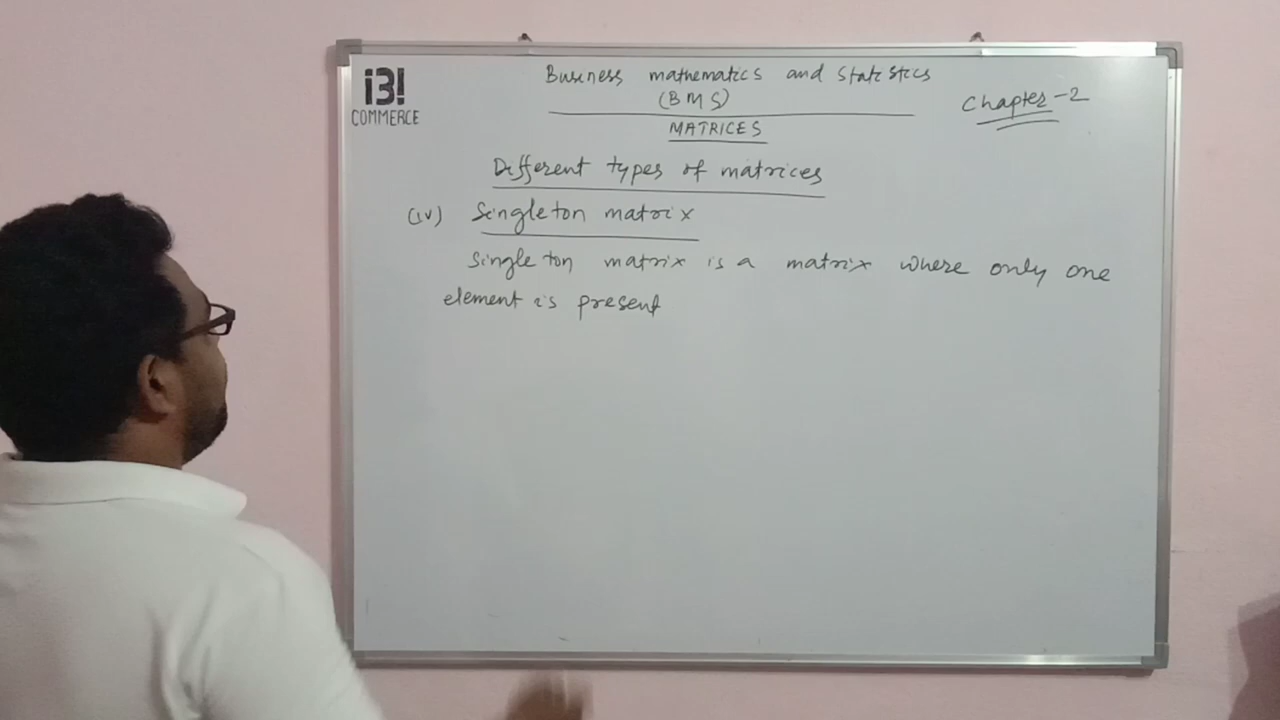 i3!
COMMERCE
Business mathematics and statistics
(BMS)
Chapter-2
MATRICES
Different types of matrices
(iv) Singleton matrix
Singleton matrix is a matrix where only one
element is present